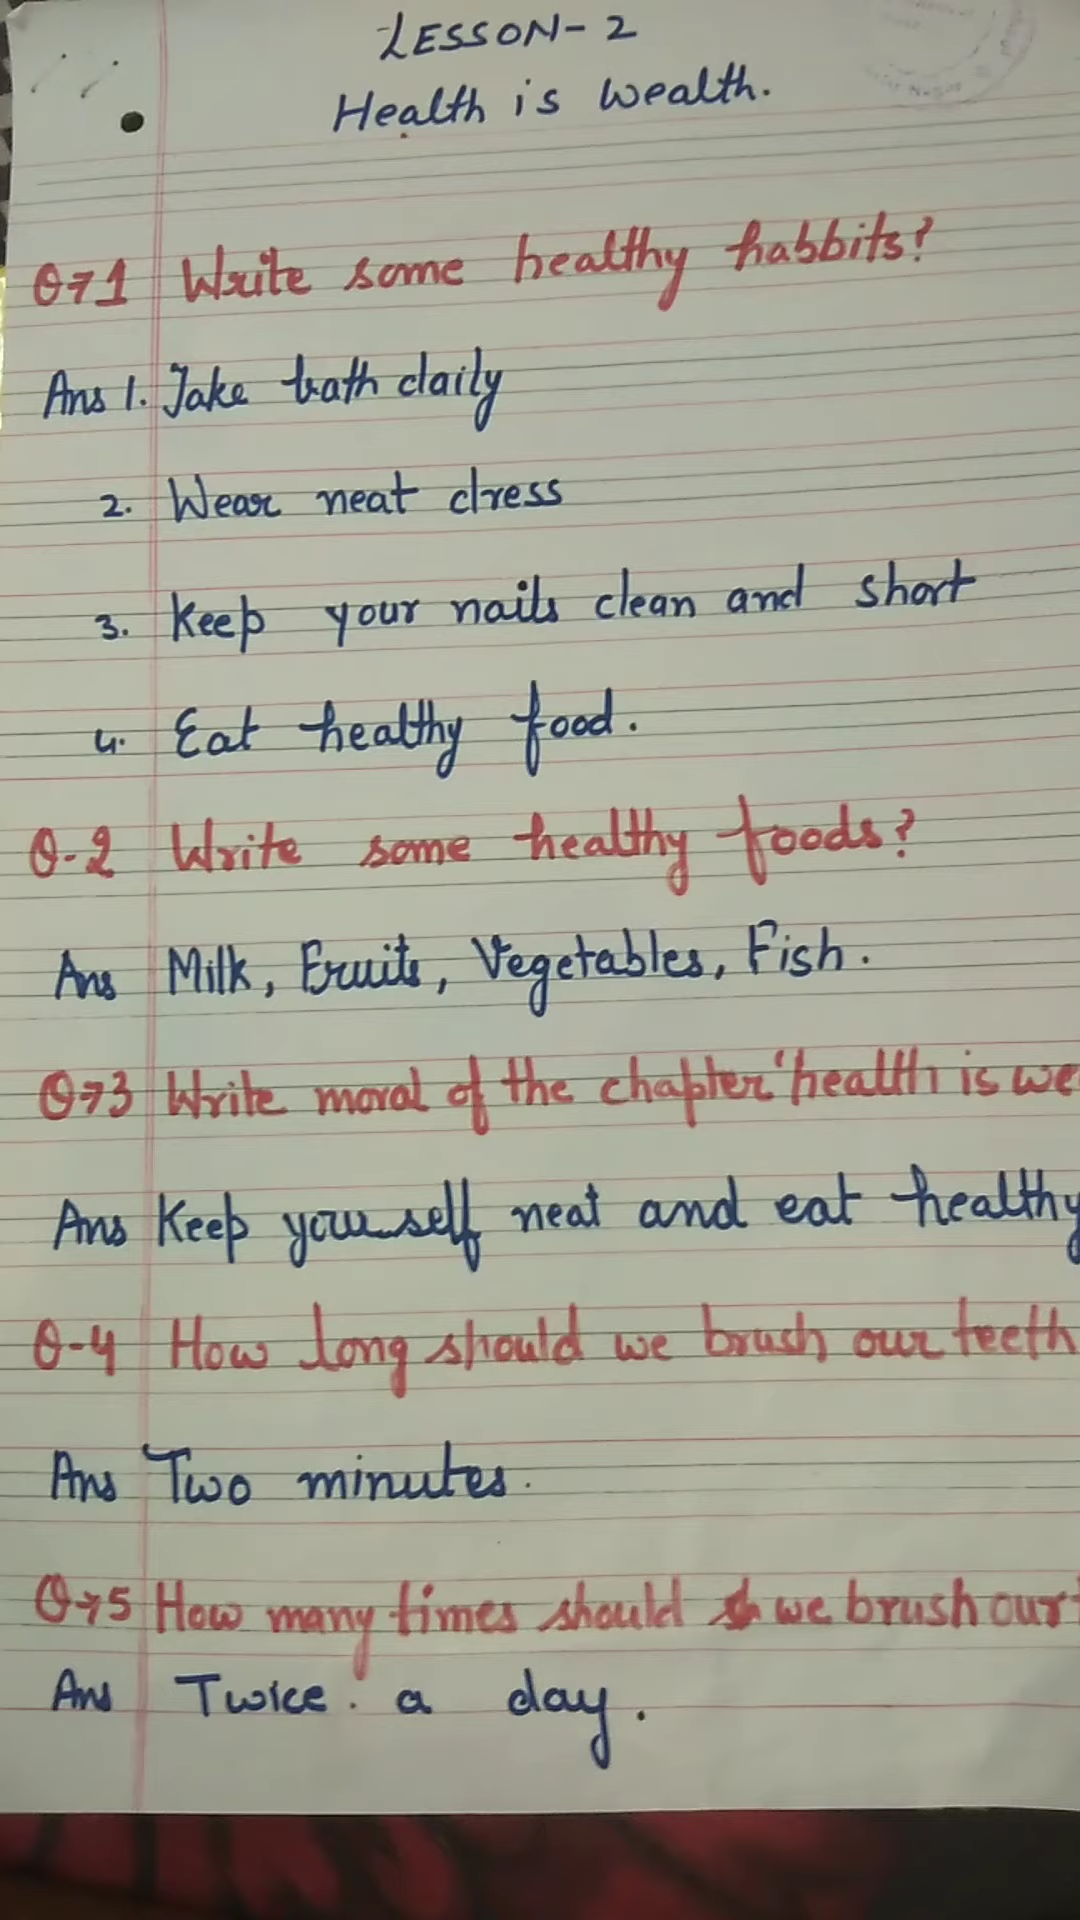 LESSON-2
Health is wealth.
Q→1 Write some healthy habbits?
Ans 1. Take bath daily
2. Wear neat dress
3. Keep your nails clean and short
4. Eat healthy food.
Q-2 Write some healthy foods?
Ans Milk, Fruits, Vegetables, Fish.
Q→3 Write moral of the chapter "health is we
Ans Keep yourself neat and eat healthy
Q-4 How long should we brush our teeth
Ans Two minutes.
Q→5 How many times should we brush our
Ans Twice. a day.